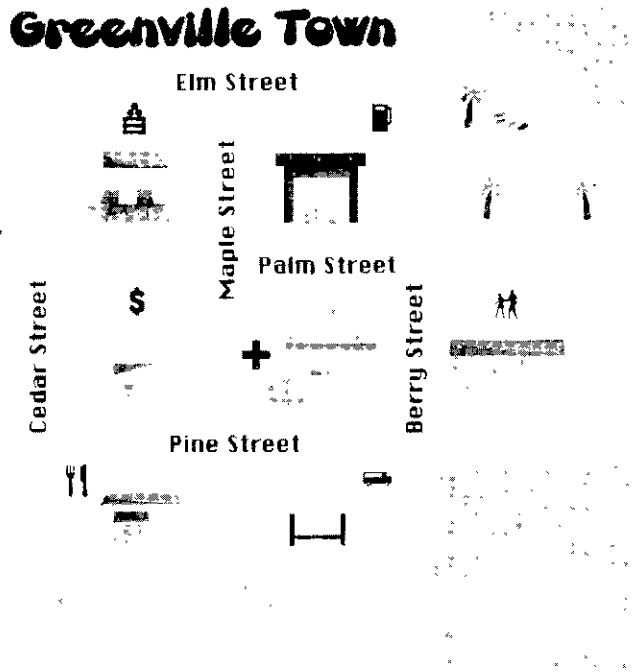 Greenville Town
Elm Street
Maple Street
Palm Street
$
Cedar Street
Berry Street
Pine Street